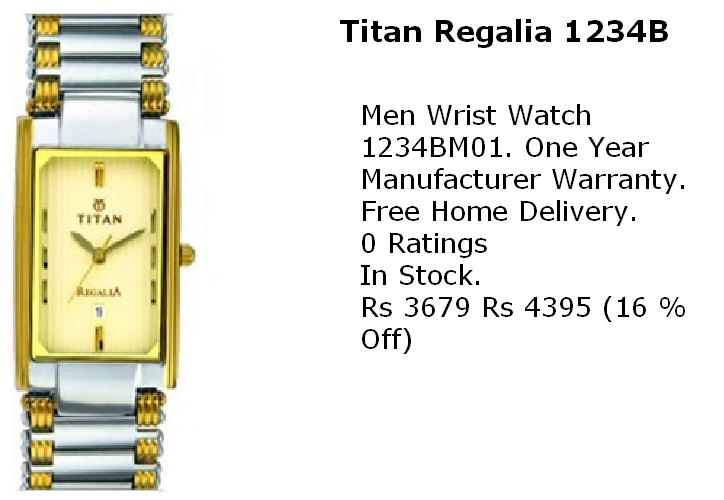 Titan Regalia 1234B
Men Wrist Watch
1234BM01. One Year
Manufacturer Warranty.
Free Home Delivery.
0 Ratings
In Stock.
Rs 3679 Rs 4395 (16 %
Off)
TITAN
REGALIA